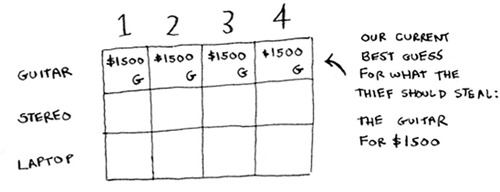 1 2 3 4
GUITAR $1500 G $1500 G $1500 G $1500 G
STEREO
LAPTOP
OUR CURRENT
BEST GUESS
FOR WHAT THE
THIEF SHOULD STEAL:
THE GUITAR
FOR $1500